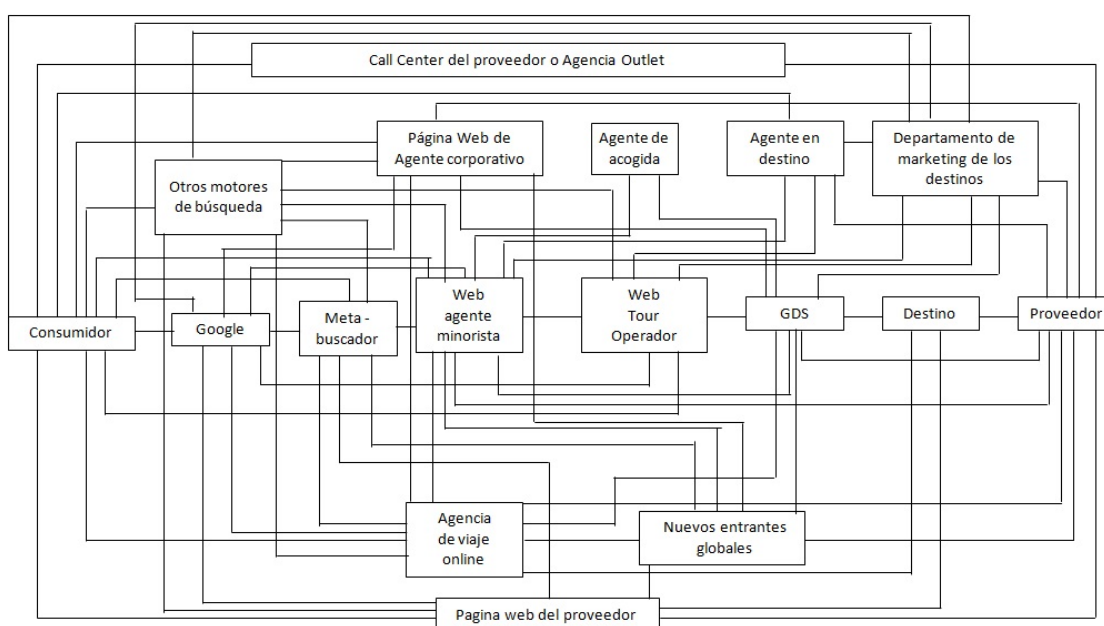 Call Center del proveedor o Agencia Outlet
Página Web de
Agente corporativo
Agente de
acogida
Agente en
destino
Departamento de
marketing de los
destinos
Otros motores
de búsqueda
Consumidor
Google
Meta -
buscador
Web
agente
minorista
Web
Tour
Operador
GDS
Destino
Proveedor
Agencia
de viaje
online
Nuevos entrantes
globales
Pagina web del proveedor